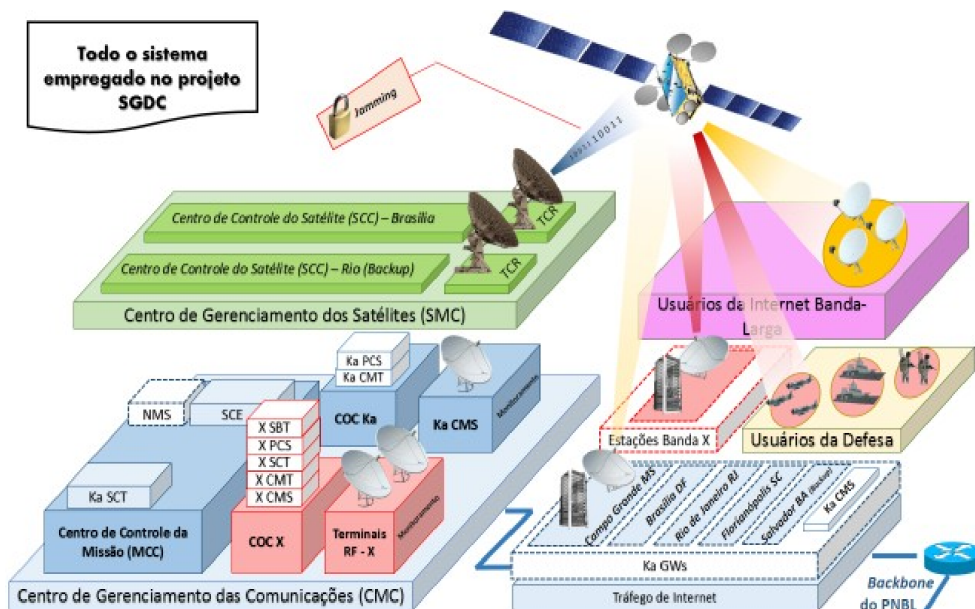 Todo o sistema
empregado no projeto
SGDC
Jamming
10011 10011
Centro de Controle do Satélite (SCC) – Brasília
TCR
Centro de Controle do Satélite (SCC) – Rio (Backup)
TCR
Centro de Gerenciamento dos Satélites (SMC)
Usuários da Internet Banda-
Larga
Estações Banda X
Usuários da Defesa
Ka PCS
Ka CMT
COC Ka
Ka CMS
Monitoramento
NMS
SCE
X SBT
X PCS
X SCT
X CMT
X CMS
COC X
Ka SCT
Centro de Controle da
Missão (MCC)
Terminais
RF - X
Monitoramento
Centro de Gerenciamento das Comunicações (CMC)
Campo Grande MS
Brasília DF
Rio de Janeiro RJ
Florianópolis SC
Salvador BA (Backup)
Ka CMS
Ka GWs
Tráfego de Internet
Backbone
do PNBL